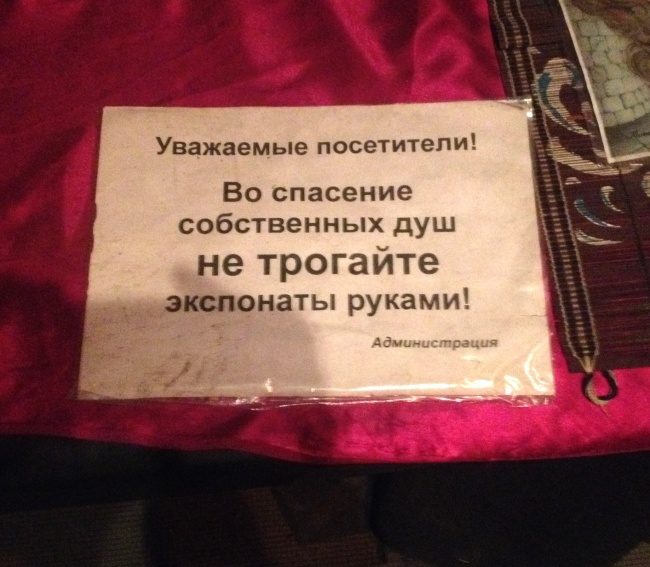 Уважаемые посетители!
Во спасение
собственных душ
не трогайте
экспонаты руками!
Администрация